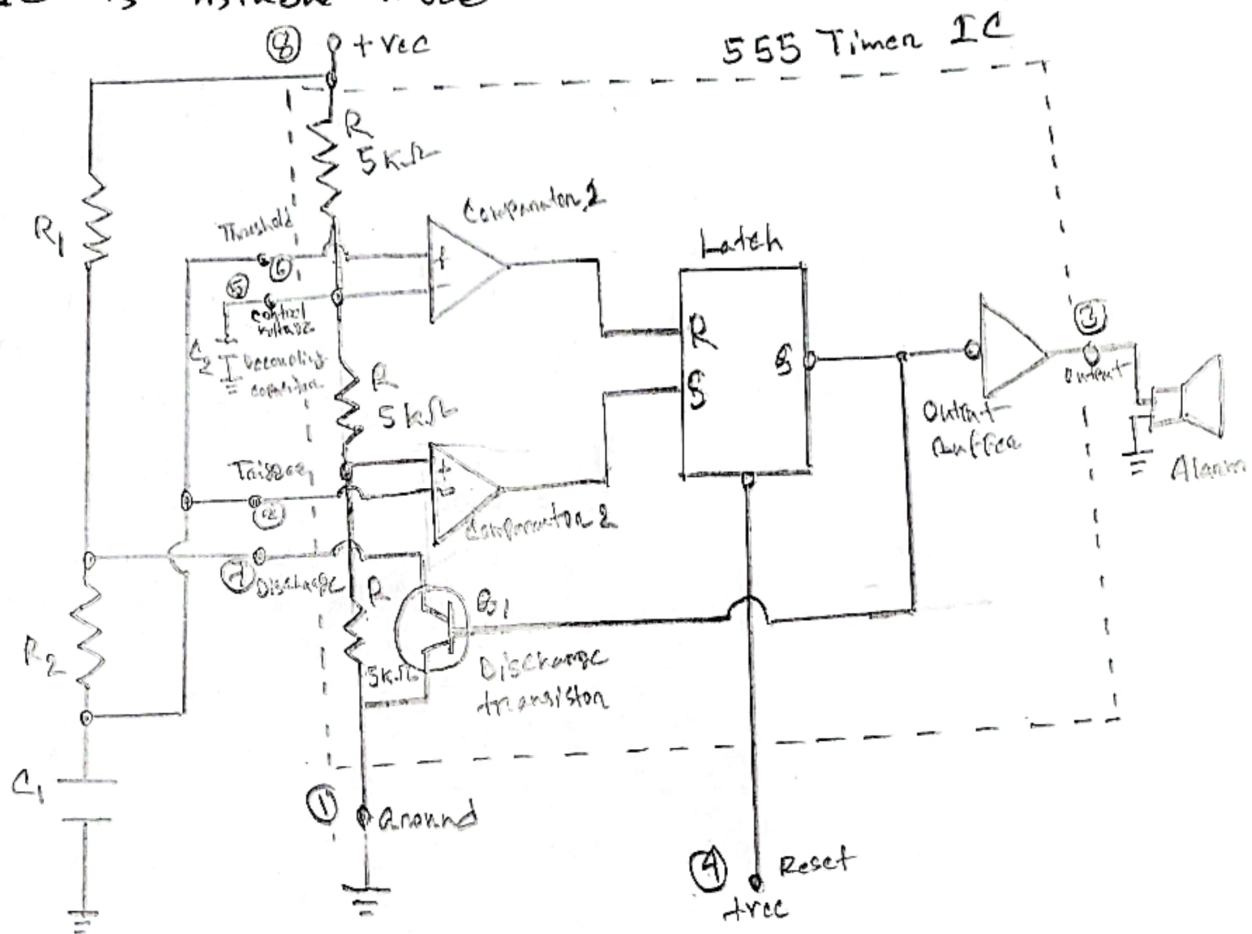 555 Timer IC
⑧ +Vcc
R
5KΩ
R1
Threshold
⑥
⑤
Control
Voltage
C2
Decoupling
capacitor
Comparator 1
Latch
R
S
R
5kΩ
③
Output
Output
Buffer
Alarm
Trigger
②
Comparator 2
⑦ Discharge
R
5kΩ
Q1
Discharge
transistor
R2
C1
① Ground
④ Reset
+vcc